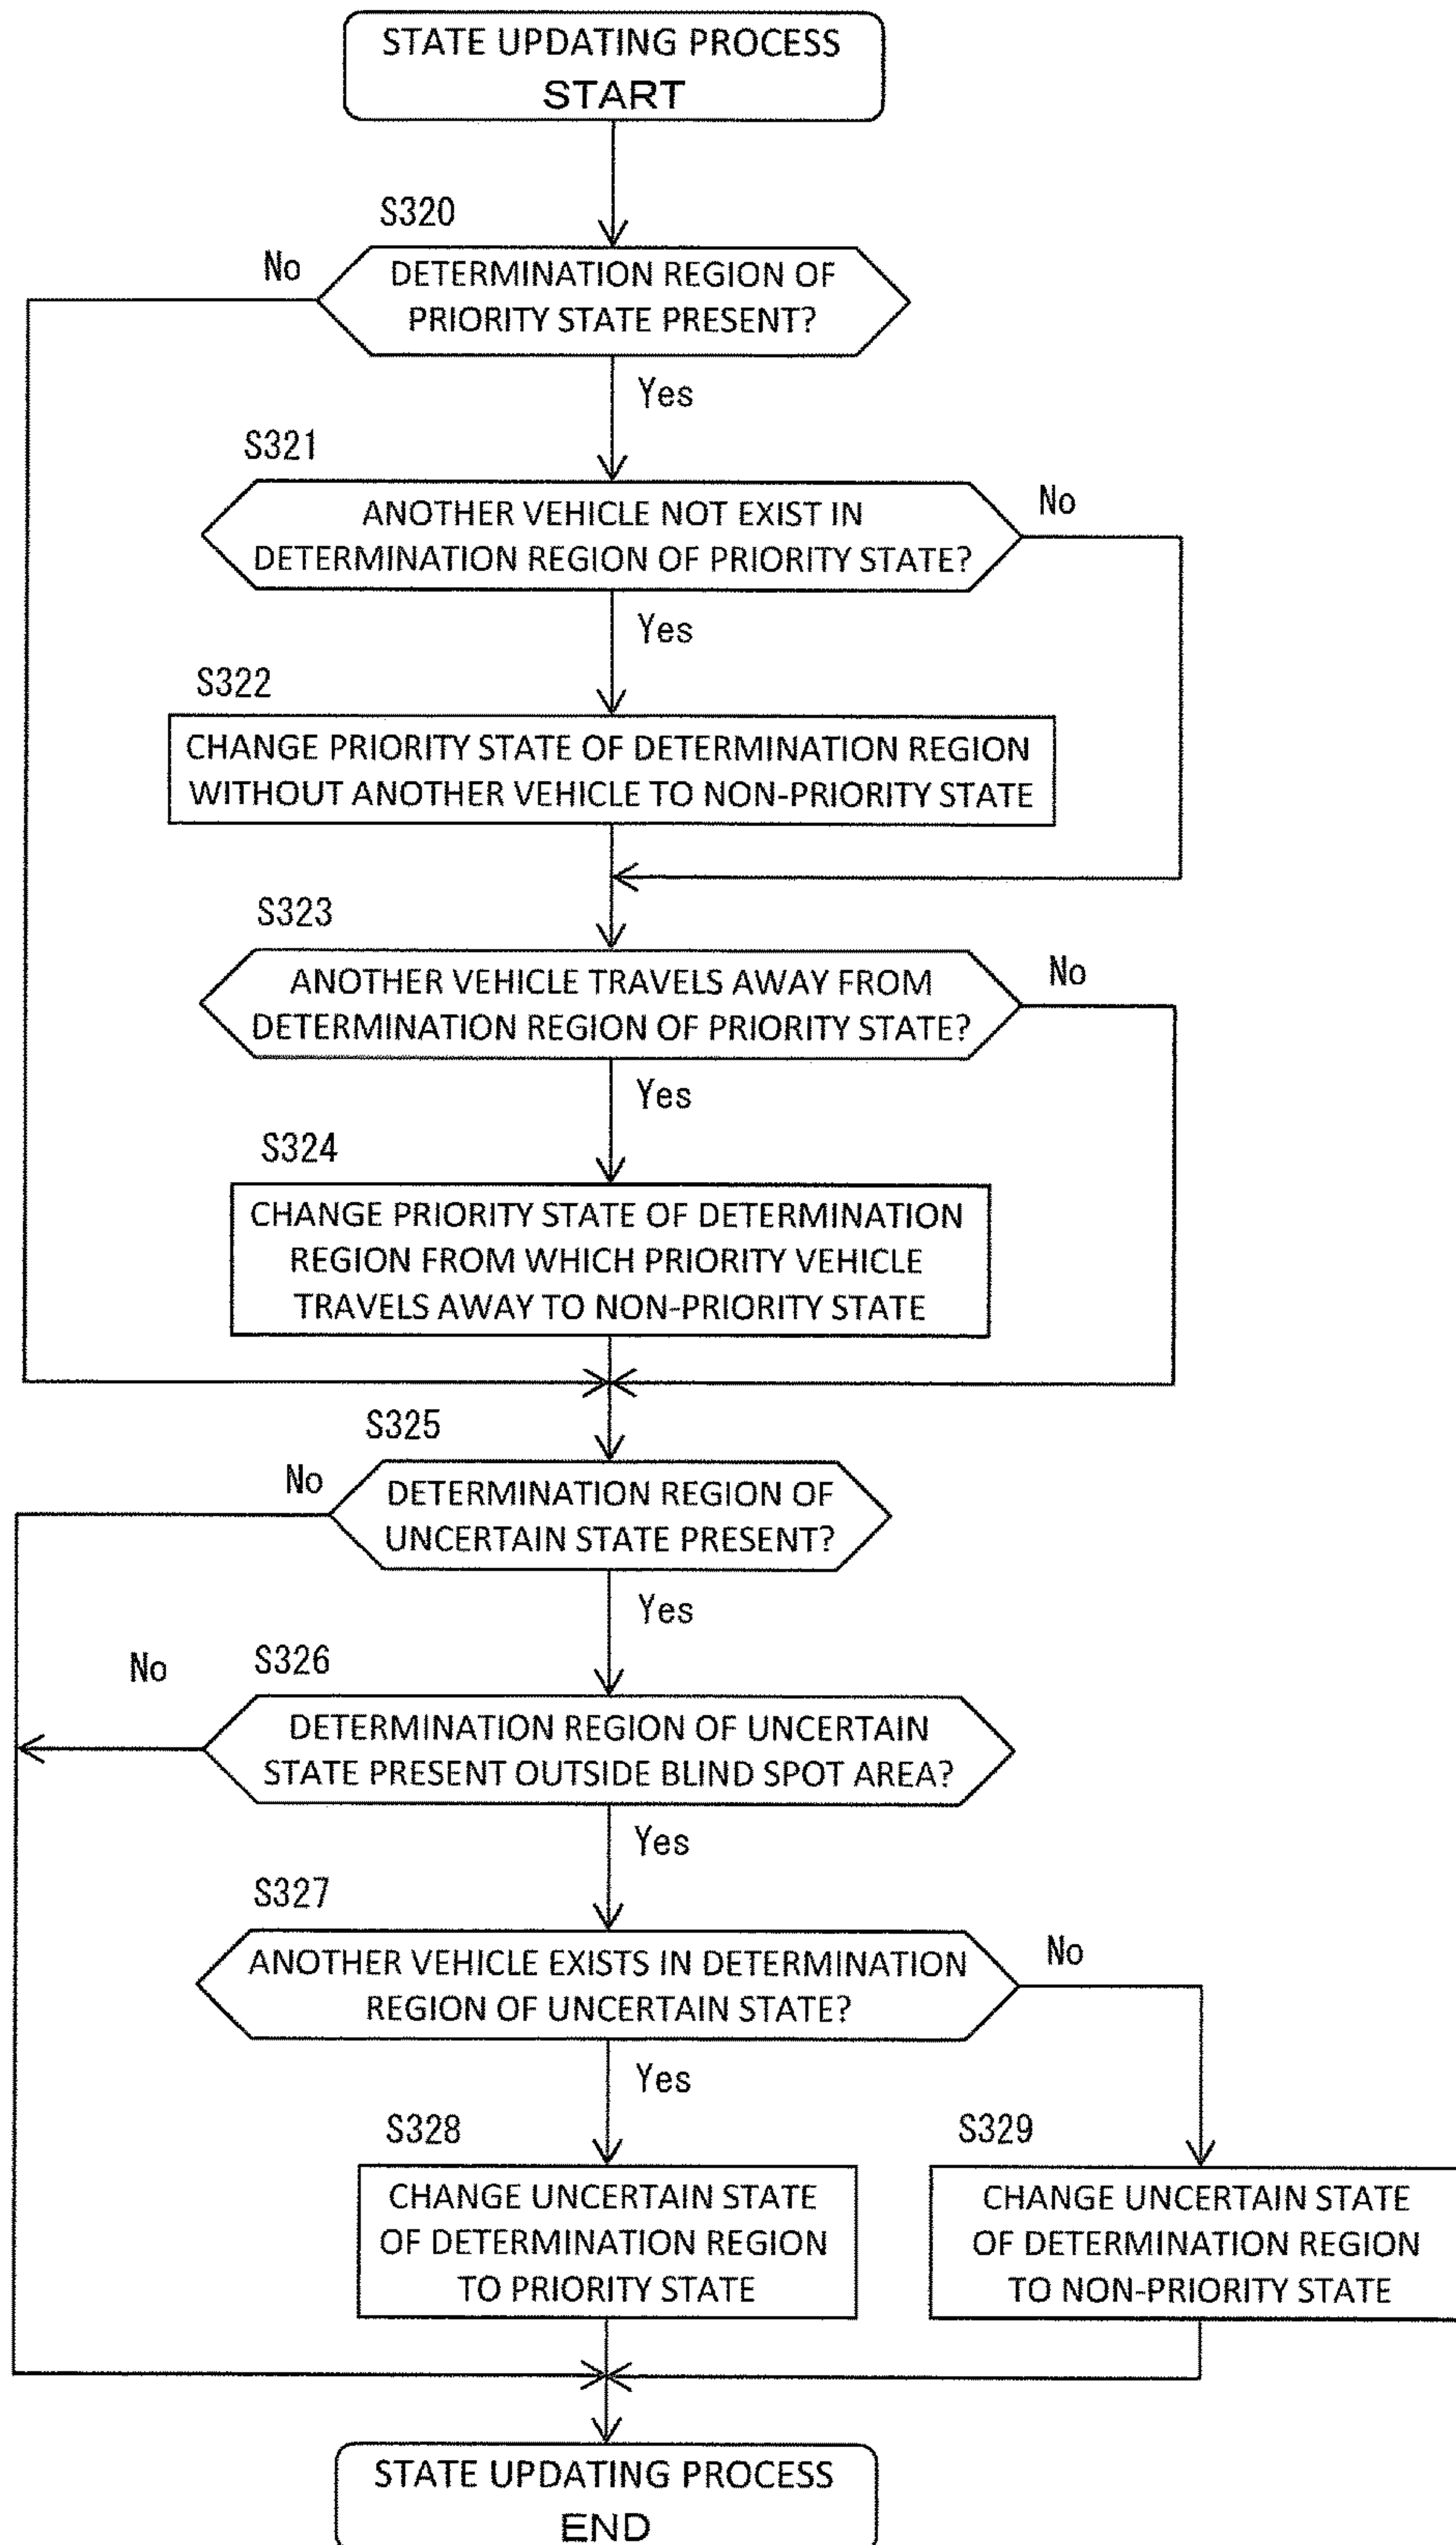 STATE UPDATING PROCESS
START
S320
No
DETERMINATION REGION OF
PRIORITY STATE PRESENT?
Yes
S321
No
ANOTHER VEHICLE NOT EXIST IN
DETERMINATION REGION OF PRIORITY STATE?
Yes
S322
CHANGE PRIORITY STATE OF DETERMINATION REGION
WITHOUT ANOTHER VEHICLE TO NON-PRIORITY STATE
S323
No
ANOTHER VEHICLE TRAVELS AWAY FROM
DETERMINATION REGION OF PRIORITY STATE?
Yes
S324
CHANGE PRIORITY STATE OF DETERMINATION
REGION FROM WHICH PRIORITY VEHICLE
TRAVELS AWAY TO NON-PRIORITY STATE
S325
No
DETERMINATION REGION OF
UNCERTAIN STATE PRESENT?
Yes
S326
No
DETERMINATION REGION OF UNCERTAIN
STATE PRESENT OUTSIDE BLIND SPOT AREA?
Yes
S327
No
ANOTHER VEHICLE EXISTS IN DETERMINATION
REGION OF UNCERTAIN STATE?
Yes
S328
CHANGE UNCERTAIN STATE
OF DETERMINATION REGION
TO PRIORITY STATE
S329
CHANGE UNCERTAIN STATE
OF DETERMINATION REGION
TO NON-PRIORITY STATE
STATE UPDATING PROCESS
END